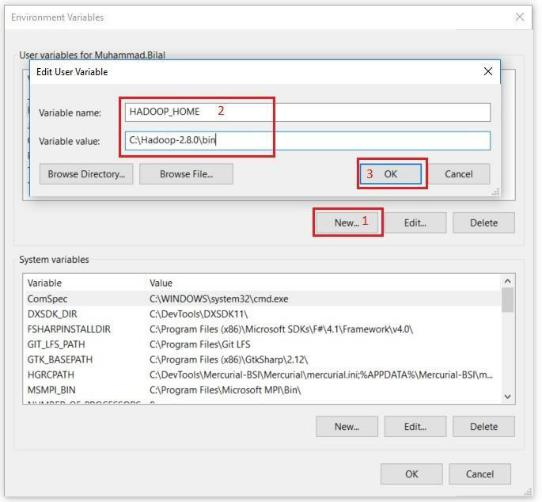 Environment Variables
User variables for Muhammad.Bilal
Edit User Variable
Variable name: HADOOP_HOME 2
Variable value: C:\Hadoop-2.8.0\bin
Browse Directory... Browse File... 3 OK Cancel
New... 1 Edit... Delete
System variables
Variable Value
ComSpec C:\WINDOWS\system32\cmd.exe
DXSDK_DIR C:\DevTools\DXSDK11\
FSHARPINSTALLDIR C:\Program Files (x86)\Microsoft SDKs\F#\4.1\Framework\v4.0\
GIT_LFS_PATH C:\Program Files\Git LFS
GTK_BASEPATH C:\Program Files (x86)\GtkSharp\2.12\
HGRCPATH C:\DevTools\Mercurial-BSI\Mercurial\mercurial.ini;%APPDATA%\Mercurial-BSI\m...
MSMPI_BIN C:\Program Files\Microsoft MPI\Bin\
New... Edit... Delete
OK Cancel